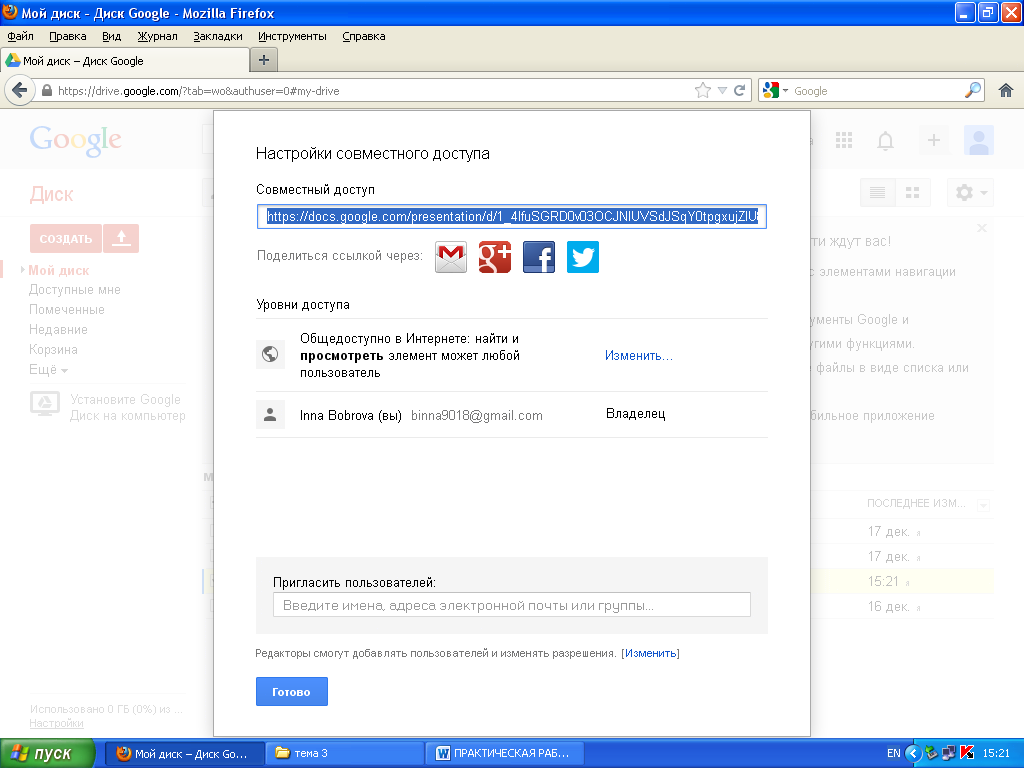 Мой диск - Диск Google - Mozilla Firefox
Файл Правка Вид Журнал Закладки Инструменты Справка
Мой диск – Диск Google
https://drive.google.com/?tab=wo&authuser=0#my-drive
Google
Google
Настройки совместного доступа
Совместный доступ
Диск
https://docs.google.com/presentation/d/1_4lfuSGRD0v03OCJNIUVSdJSqY0tpgxujZlU
СОЗДАТЬ
Поделиться ссылкой через:
ти ждут вас!
Мой диск
с элементами навигации
Доступные мне
Помеченные
Недавние
Корзина
Ещё
Уровни доступа
ументы Google и
угими функциями.
файлы в виде списка или
Общедоступно в Интернете: найти и
просмотреть элемент может любой
пользователь
Изменить...
Установите Google
Диск на компьютер
Inna Bobrova (вы) binna9018@gmail.com
Владелец
бильное приложение
ПОСЛЕДНЕЕ ИЗМ...
17 дек. я
17 дек. я
15:21 я
16 дек. я
Пригласить пользователей:
Введите имена, адреса электронной почты или группы...
Редакторы смогут добавлять пользователей и изменять разрешения. [Изменить]
Готово
Использовано 0 ГБ (0%) из ...
Настройки
пуск
Мой диск – Диск Go...
тема 3
ПРАКТИЧЕСКАЯ РАБ...
EN
15:21